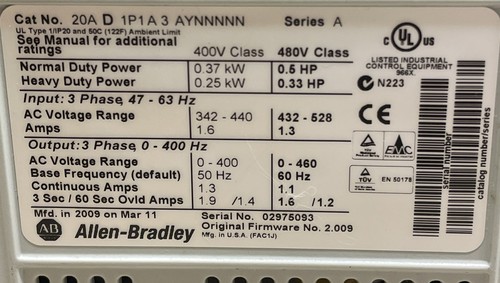 Cat No. 20A D 1P1 A 3 AYNNNNN Series A
UL Type 1/IP20 and 50C (122F) Ambient Limit
See Manual for additional
ratings 400V Class 480V Class
Normal Duty Power 0.37 kW 0.5 HP
Heavy Duty Power 0.25 kW 0.33 HP
Input: 3 Phase, 47 - 63 Hz
AC Voltage Range 342 - 440 432 - 528
Amps 1.6 1.3
Output: 3 Phase, 0 - 400 Hz
AC Voltage Range 0 - 400 0 - 460
Base Frequency (default) 50 Hz 60 Hz
Continuous Amps 1.3 1.1
3 Sec / 60 Sec Ovld Amps 1.9 /1.4 1.6 /1.2
Mfd. in 2009 on Mar 11 Serial No. 02975093
Original Firmware No. 2.009
AB Allen-Bradley Mfg. in U.S.A. (FAC1J)
C UL US
LISTED INDUSTRIAL
CONTROL EQUIPMENT
966X
N223
CE
TÜV EMC
TÜV EN 50178
serial number
catalog number/series